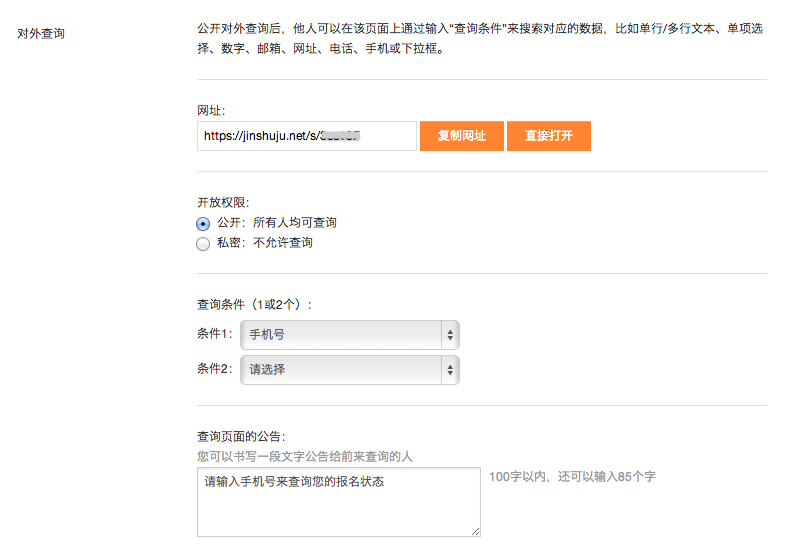 对外查询
公开对外查询后，他人可以在该页面上通过输入“查询条件”来搜索对应的数据，比如单行/多行文本、单项选
择、数字、邮箱、网址、电话、手机或下拉框。
网址：
https://jinshuju.net/s/
复制网址
直接打开
开放权限：
公开：所有人均可查询
私密：不允许查询
查询条件（1或2个）：
条件1： 手机号
条件2： 请选择
查询页面的公告：
您可以书写一段文字公告给前来查询的人
请输入手机号来查询您的报名状态
100字以内，还可以输入85个字